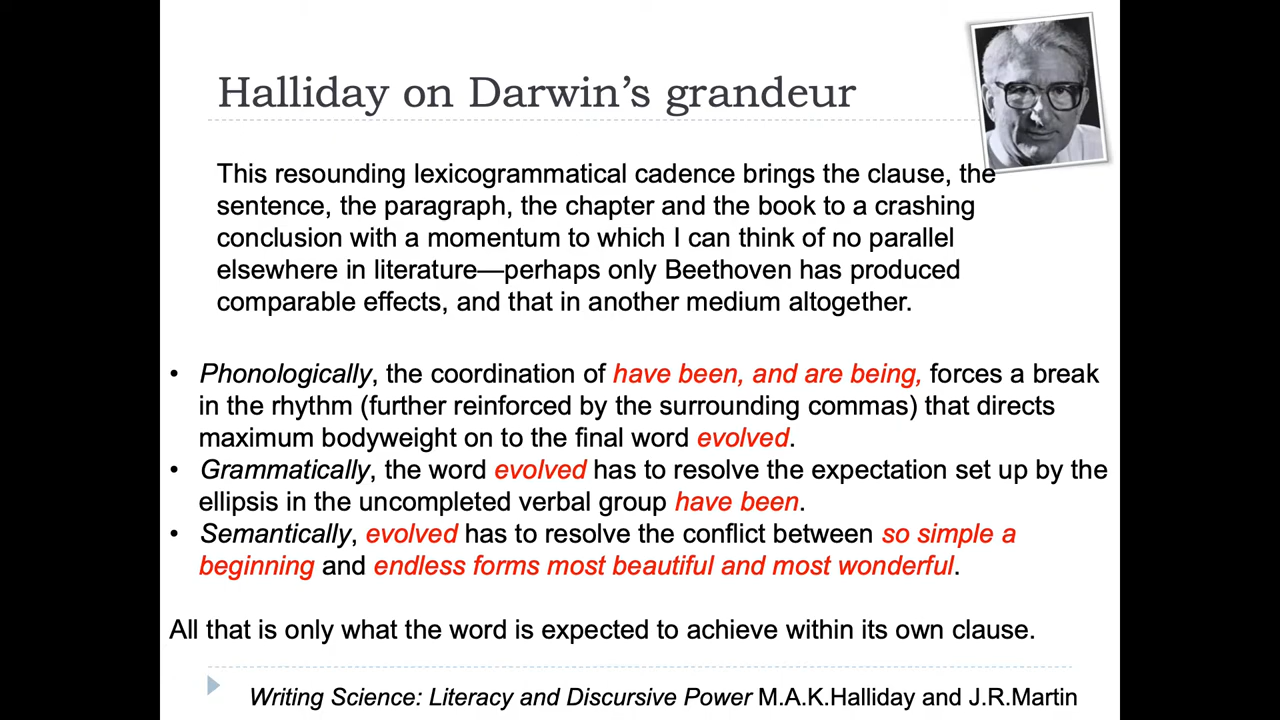 Halliday on Darwin's grandeur
This resounding lexicogrammatical cadence brings the clause, the
sentence, the paragraph, the chapter and the book to a crashing
conclusion with a momentum to which I can think of no parallel
elsewhere in literature—perhaps only Beethoven has produced
comparable effects, and that in another medium altogether.
• Phonologically, the coordination of have been, and are being, forces a break
in the rhythm (further reinforced by the surrounding commas) that directs
maximum bodyweight on to the final word evolved.
• Grammatically, the word evolved has to resolve the expectation set up by the
ellipsis in the uncompleted verbal group have been.
• Semantically, evolved has to resolve the conflict between so simple a
beginning and endless forms most beautiful and most wonderful.
All that is only what the word is expected to achieve within its own clause.
Writing Science: Literacy and Discursive Power M.A.K.Halliday and J.R.Martin